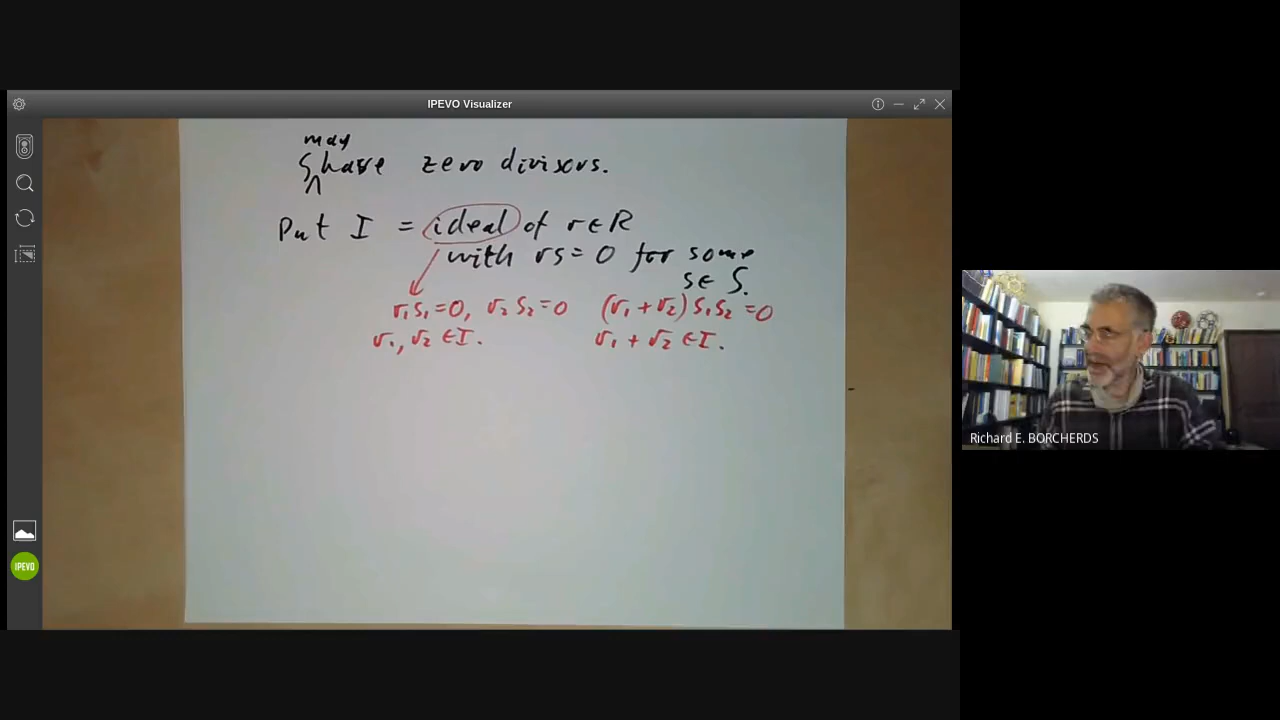 IPEVO Visualizer
may
S have zero divisors.
∧
Put I = ideal of r∈R
with rs=0 for some
s∈ S.
r₁s₁=0, r₂s₂=0 (r₁+r₂)s₁s₂=0
r₁, r₂ ∈I. r₁+r₂ ∈I.
Richard E. BORCHERDS
IPEVO